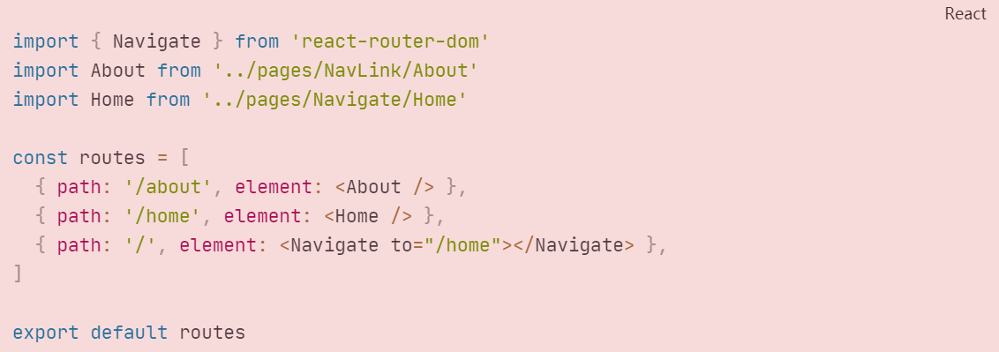 React
import { Navigate } from 'react-router-dom'
import About from '../pages/NavLink/About'
import Home from '../pages/Navigate/Home'

const routes = [
  { path: '/about', element: <About /> },
  { path: '/home', element: <Home /> },
  { path: '/', element: <Navigate to="/home"></Navigate> },
]

export default routes